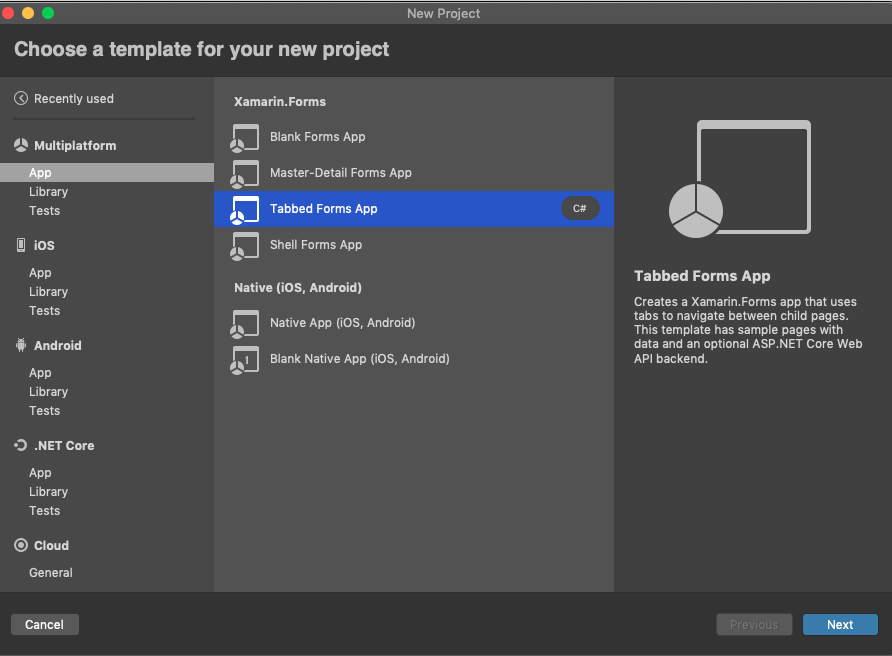 New Project
Choose a template for your new project
Recently used
Multiplatform
App
Library
Tests
iOS
App
Library
Tests
Android
App
Library
Tests
.NET Core
App
Library
Tests
Cloud
General
Xamarin.Forms
Blank Forms App
Master-Detail Forms App
Tabbed Forms App
C#
Shell Forms App
Native (iOS, Android)
Native App (iOS, Android)
1
Blank Native App (iOS, Android)
Tabbed Forms App
Creates a Xamarin.Forms app that uses
tabs to navigate between child pages.
This template has sample pages with
data and an optional ASP.NET Core Web
API backend.
Cancel
Previous
Next